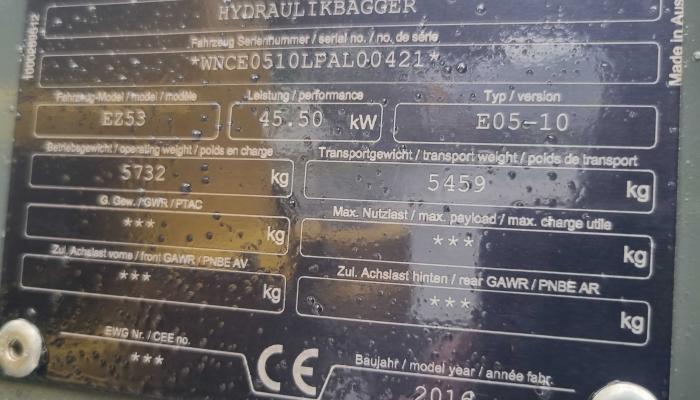 HYDRAULIKBAGGER
Fahrzeug Seriennummer / serial no. / no. de série
*WNCE0510LPAL00421*
Fahrzeug-Model / model / modèle Leistung / performance Typ / version
EZ53 45.50 kW E05-10
Betriebsgewicht / operating weight / poids en charge Transportgewicht / transport weight / poids de transport
5732 kg 5459 kg
G. Gew. / GWR / PTAC Max. Nutzlast / max. payload / max. charge utile
*** kg *** kg
Zul. Achslast vorne / front GAWR / PNBE AV Zul. Achslast hinten / rear GAWR / PNBE AR
*** kg *** kg
EWG Nr. / CEE no. Baujahr / model year / année fabr.
*** CE 2016
Made in Aus